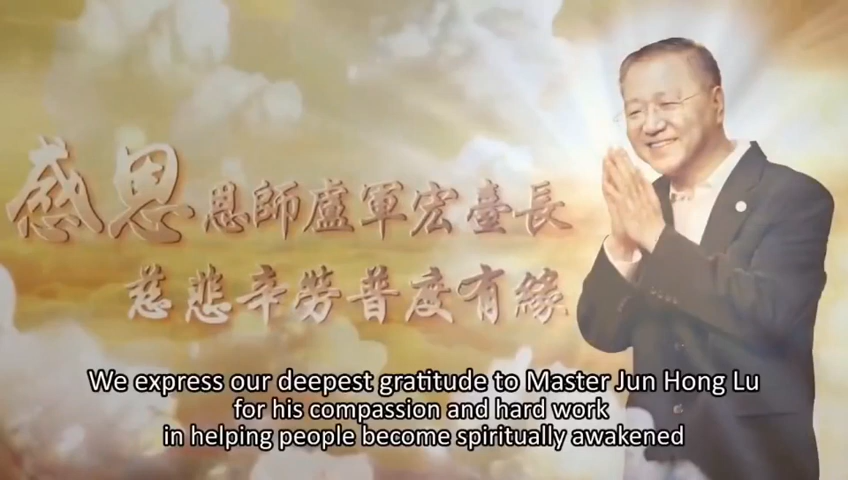 感恩恩師盧軍宏臺長
慈悲辛勞普度有緣
We express our deepest gratitude to Master Jun Hong Lu
for his compassion and hard work
in helping people become spiritually awakened